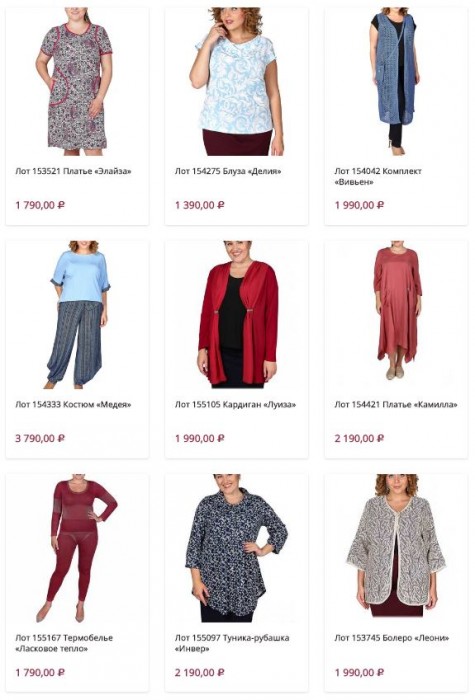 Лот 153521 Платье «Элайза»
1 790,00 ₽
Лот 154275 Блуза «Делия»
1 390,00 ₽
Лот 154042 Комплект
«Вивьен»
1 990,00 ₽
Лот 154333 Костюм «Медея»
3 790,00 ₽
Лот 155105 Кардиган «Луиза»
1 990,00 ₽
Лот 154421 Платье «Камилла»
2 190,00 ₽
Лот 155167 Термобелье
«Ласковое тепло»
1 790,00 ₽
Лот 155097 Туника-рубашка
«Инвер»
2 190,00 ₽
Лот 153745 Болеро «Леони»
1 990,00 ₽